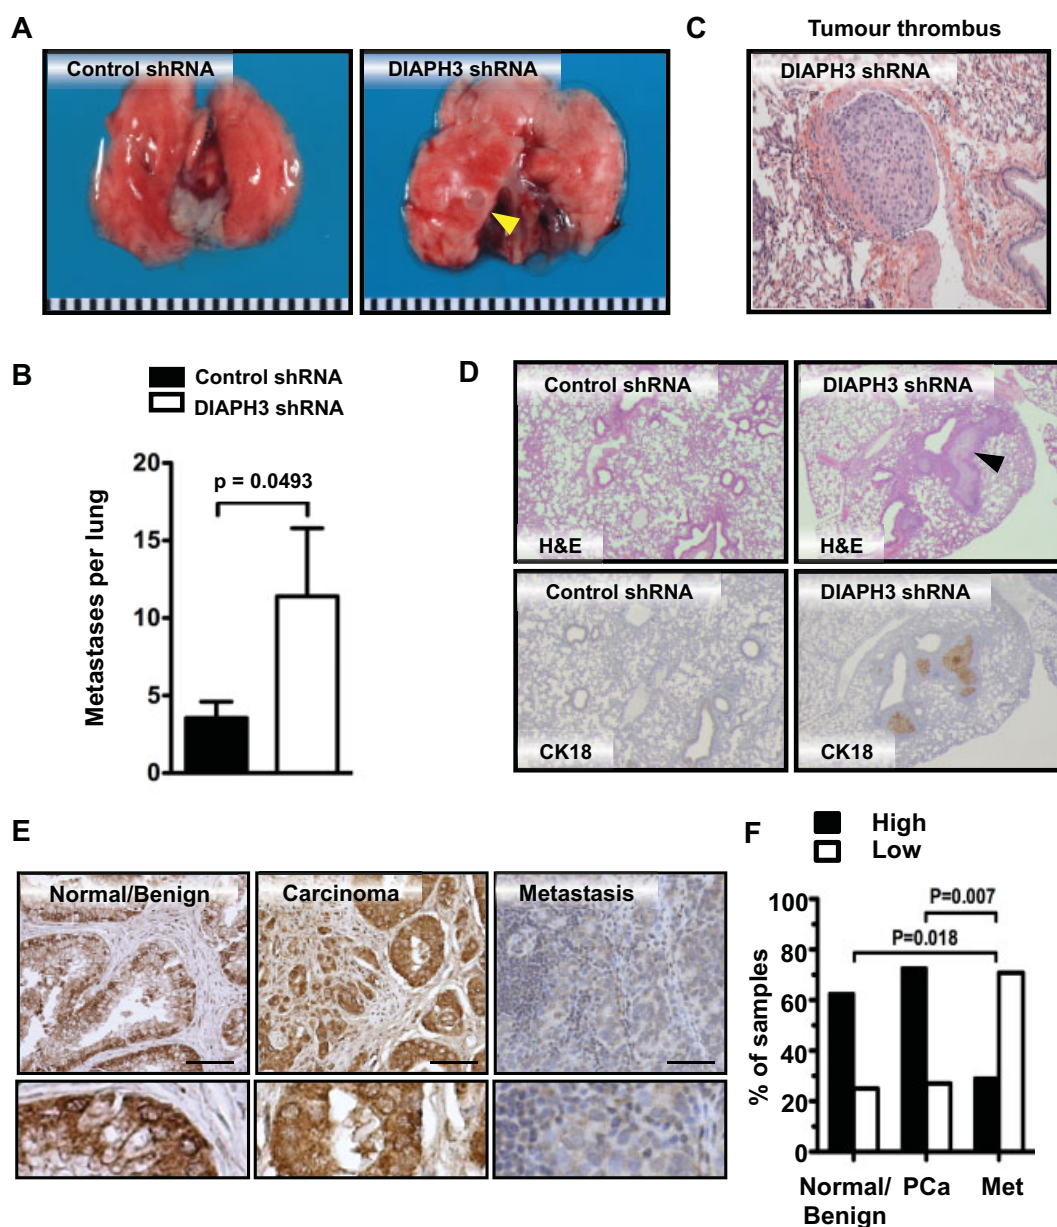 A
Control shRNA
DIAPH3 shRNA
C
Tumour thrombus
DIAPH3 shRNA
B
Control shRNA
DIAPH3 shRNA
p = 0.0493
Metastases per lung
20
15
10
5
0
D
Control shRNA
H&E
DIAPH3 shRNA
H&E
Control shRNA
CK18
DIAPH3 shRNA
CK18
E
Normal/Benign
Carcinoma
Metastasis
F
High
Low
P=0.007
P=0.018
% of samples
100
80
60
40
20
0
Normal/
Benign
PCa
Met